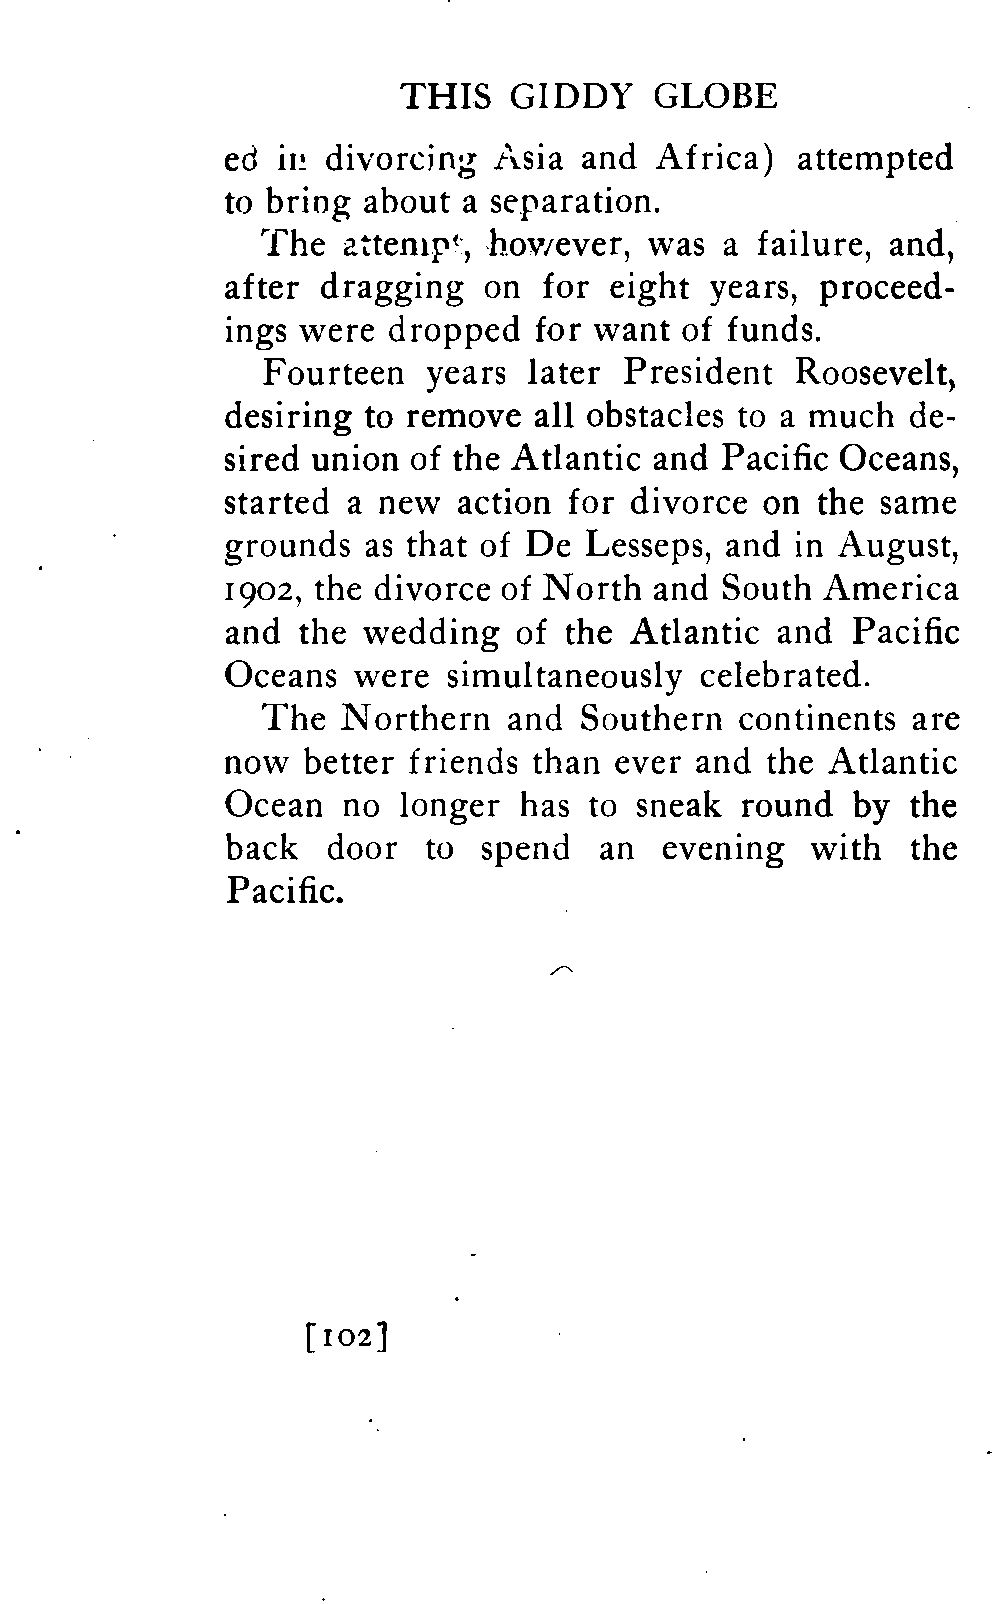 THIS GIDDY GLOBE
ed in divorcing Asia and Africa) attempted
to bring about a separation.
The attempt, however, was a failure, and,
after dragging on for eight years, proceed-
ings were dropped for want of funds.
Fourteen years later President Roosevelt,
desiring to remove all obstacles to a much de-
sired union of the Atlantic and Pacific Oceans,
started a new action for divorce on the same
grounds as that of De Lesseps, and in August,
1902, the divorce of North and South America
and the wedding of the Atlantic and Pacific
Oceans were simultaneously celebrated.
The Northern and Southern continents are
now better friends than ever and the Atlantic
Ocean no longer has to sneak round by the
back door to spend an evening with the
Pacific.
[102]